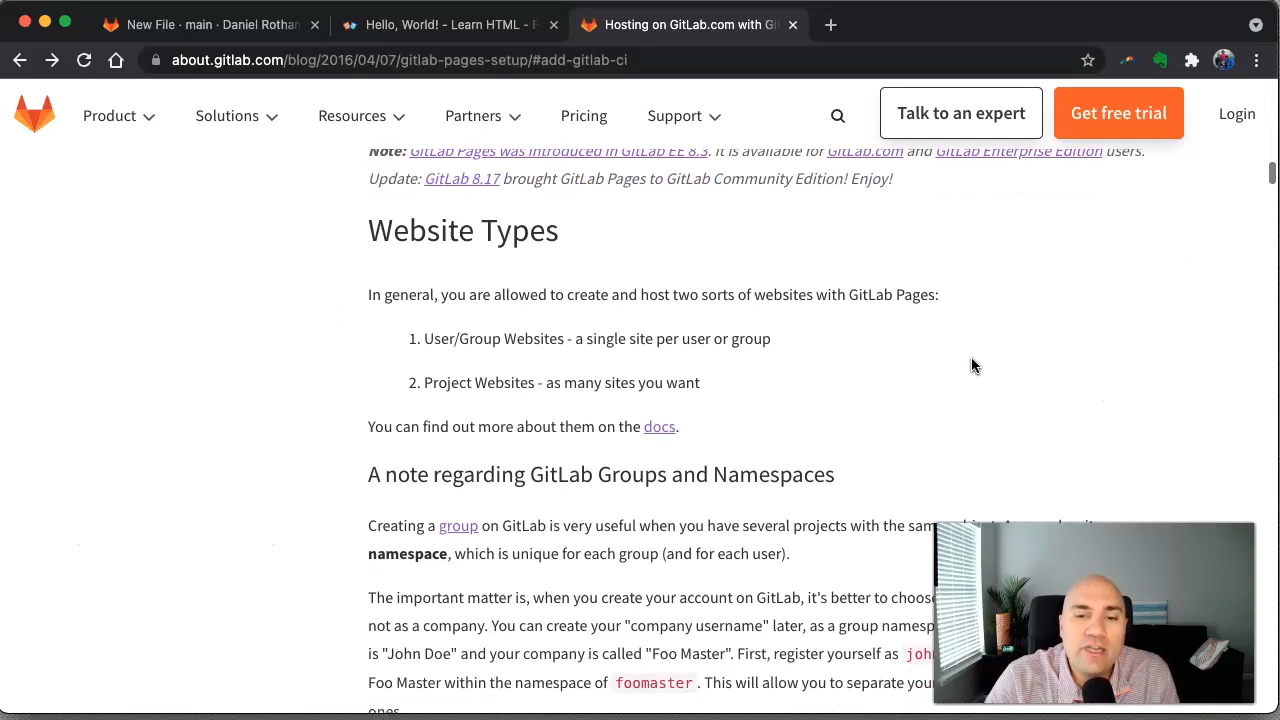 New File · main · Daniel Rothan
Hello, World! - Learn HTML - F
Hosting on GitLab.com with Gi
about.gitlab.com/blog/2016/04/07/gitlab-pages-setup/#add-gitlab-ci
Product Solutions Resources Partners Pricing Support Talk to an expert Get free trial Login
Note: GitLab Pages was introduced in GitLab EE 8.3. It is available for GitLab.com and GitLab Enterprise Edition users.
Update: GitLab 8.17 brought GitLab Pages to GitLab Community Edition! Enjoy!
Website Types
In general, you are allowed to create and host two sorts of websites with GitLab Pages:
1. User/Group Websites - a single site per user or group
2. Project Websites - as many sites you want
You can find out more about them on the docs.
A note regarding GitLab Groups and Namespaces
Creating a group on GitLab is very useful when you have several projects with the sam
namespace, which is unique for each group (and for each user).
The important matter is, when you create your account on GitLab, it's better to choose
not as a company. You can create your "company username" later, as a group namesp
is "John Doe" and your company is called "Foo Master". First, register yourself as joh
Foo Master within the namespace of foomaster. This will allow you to separate your
ones